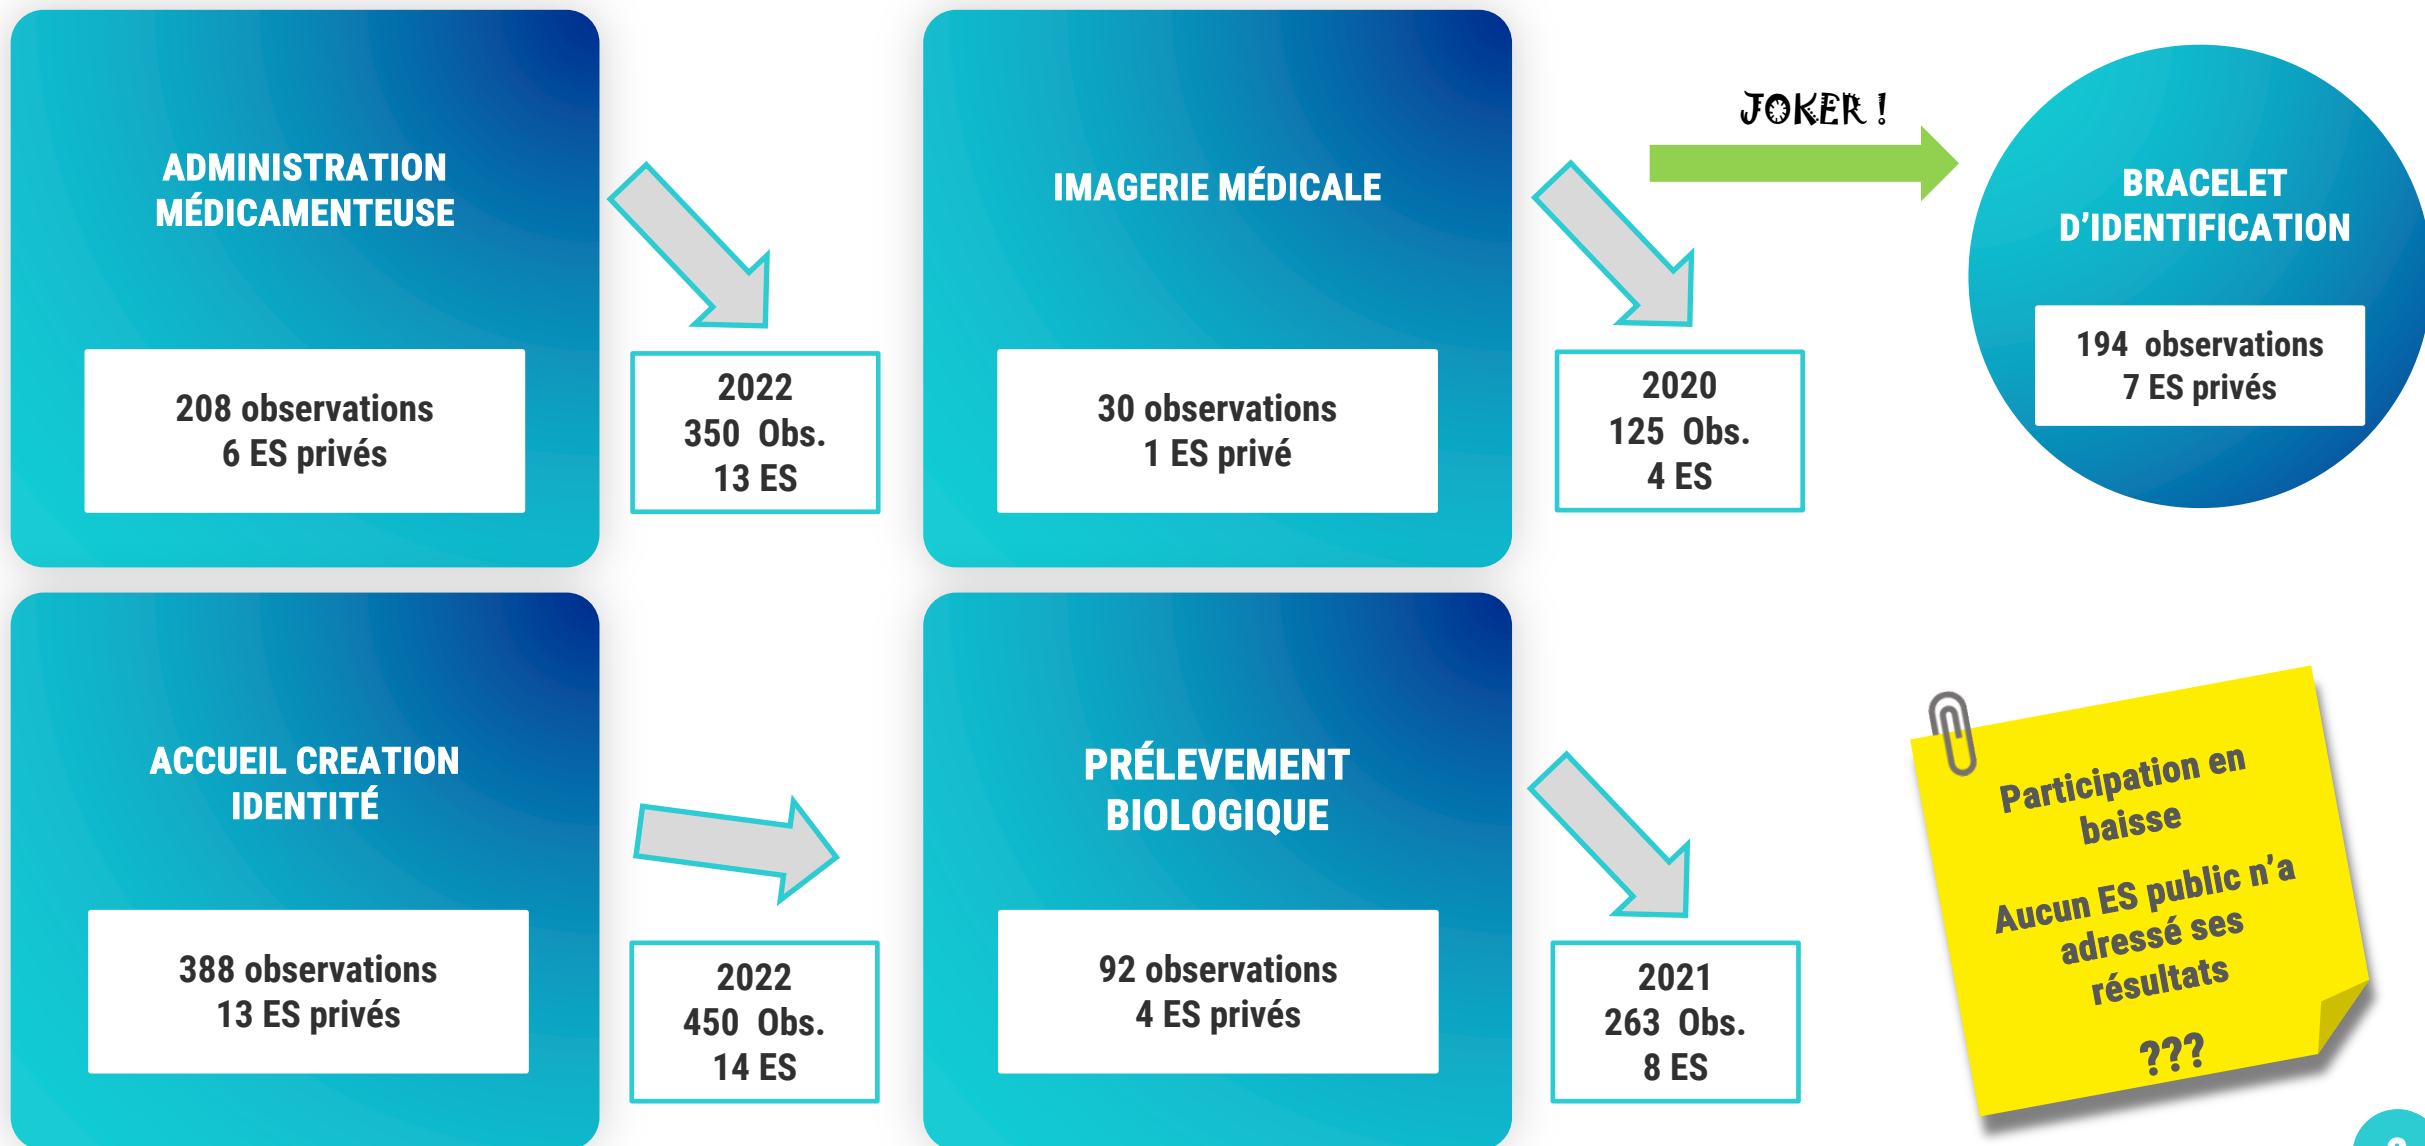 ADMINISTRATION
MÉDICAMENTEUSE
208 observations
6 ES privés
2022
350 Obs.
13 ES
IMAGERIE MÉDICALE
30 observations
1 ES privé
2020
125 Obs.
4 ES
JOKER !
BRACELET
D'IDENTIFICATION
194 observations
7 ES privés
ACCUEIL CREATION
IDENTITÉ
388 observations
13 ES privés
2022
450 Obs.
14 ES
PRÉLEVEMENT
BIOLOGIQUE
92 observations
4 ES privés
2021
263 Obs.
8 ES
Participation en
baisse
Aucun ES public n'a
adressé ses
résultats
???